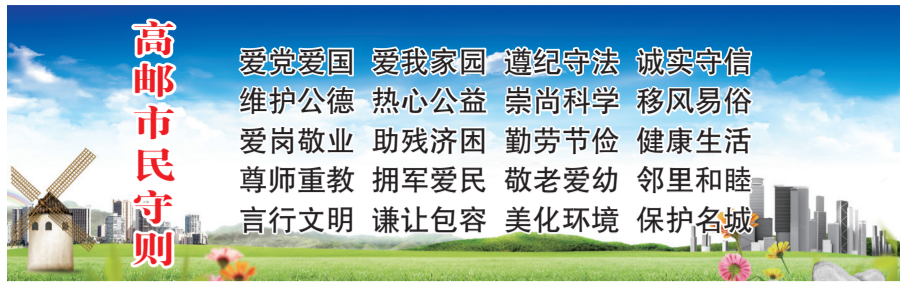 高邮市民守则
爱党爱国 爱我家园 遵纪守法 诚实守信
维护公德 热心公益 崇尚科学 移风易俗
爱岗敬业 助残济困 勤劳节俭 健康生活
尊师重教 拥军爱民 敬老爱幼 邻里和睦
言行文明 谦让包容 美化环境 保护名城